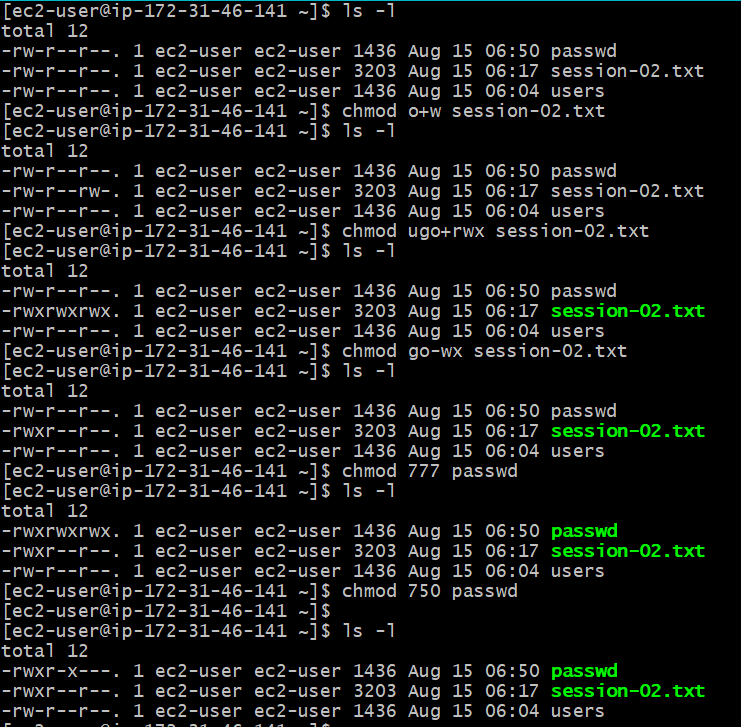 [ec2-user@ip-172-31-46-141 ~]$ ls -l
total 12
-rw-r--r--. 1 ec2-user ec2-user 1436 Aug 15 06:50 passwd
-rw-r--r--. 1 ec2-user ec2-user 3203 Aug 15 06:17 session-02.txt
-rw-r--r--. 1 ec2-user ec2-user 1436 Aug 15 06:04 users
[ec2-user@ip-172-31-46-141 ~]$ chmod o+w session-02.txt
[ec2-user@ip-172-31-46-141 ~]$ ls -l
total 12
-rw-r--r--. 1 ec2-user ec2-user 1436 Aug 15 06:50 passwd
-rw-r--rw-. 1 ec2-user ec2-user 3203 Aug 15 06:17 session-02.txt
-rw-r--r--. 1 ec2-user ec2-user 1436 Aug 15 06:04 users
[ec2-user@ip-172-31-46-141 ~]$ chmod ugo+rwx session-02.txt
[ec2-user@ip-172-31-46-141 ~]$ ls -l
total 12
-rw-r--r--. 1 ec2-user ec2-user 1436 Aug 15 06:50 passwd
-rwxrwxrwx. 1 ec2-user ec2-user 3203 Aug 15 06:17 session-02.txt
-rw-r--r--. 1 ec2-user ec2-user 1436 Aug 15 06:04 users
[ec2-user@ip-172-31-46-141 ~]$ chmod go-wx session-02.txt
[ec2-user@ip-172-31-46-141 ~]$ ls -l
total 12
-rw-r--r--. 1 ec2-user ec2-user 1436 Aug 15 06:50 passwd
-rwxr--r--. 1 ec2-user ec2-user 3203 Aug 15 06:17 session-02.txt
-rw-r--r--. 1 ec2-user ec2-user 1436 Aug 15 06:04 users
[ec2-user@ip-172-31-46-141 ~]$ chmod 777 passwd
[ec2-user@ip-172-31-46-141 ~]$ ls -l
total 12
-rwxrwxrwx. 1 ec2-user ec2-user 1436 Aug 15 06:50 passwd
-rwxr--r--. 1 ec2-user ec2-user 3203 Aug 15 06:17 session-02.txt
-rw-r--r--. 1 ec2-user ec2-user 1436 Aug 15 06:04 users
[ec2-user@ip-172-31-46-141 ~]$ chmod 750 passwd
[ec2-user@ip-172-31-46-141 ~]$
[ec2-user@ip-172-31-46-141 ~]$ ls -l
total 12
-rwxr-x---. 1 ec2-user ec2-user 1436 Aug 15 06:50 passwd
-rwxr--r--. 1 ec2-user ec2-user 3203 Aug 15 06:17 session-02.txt
-rw-r--r--. 1 ec2-user ec2-user 1436 Aug 15 06:04 users